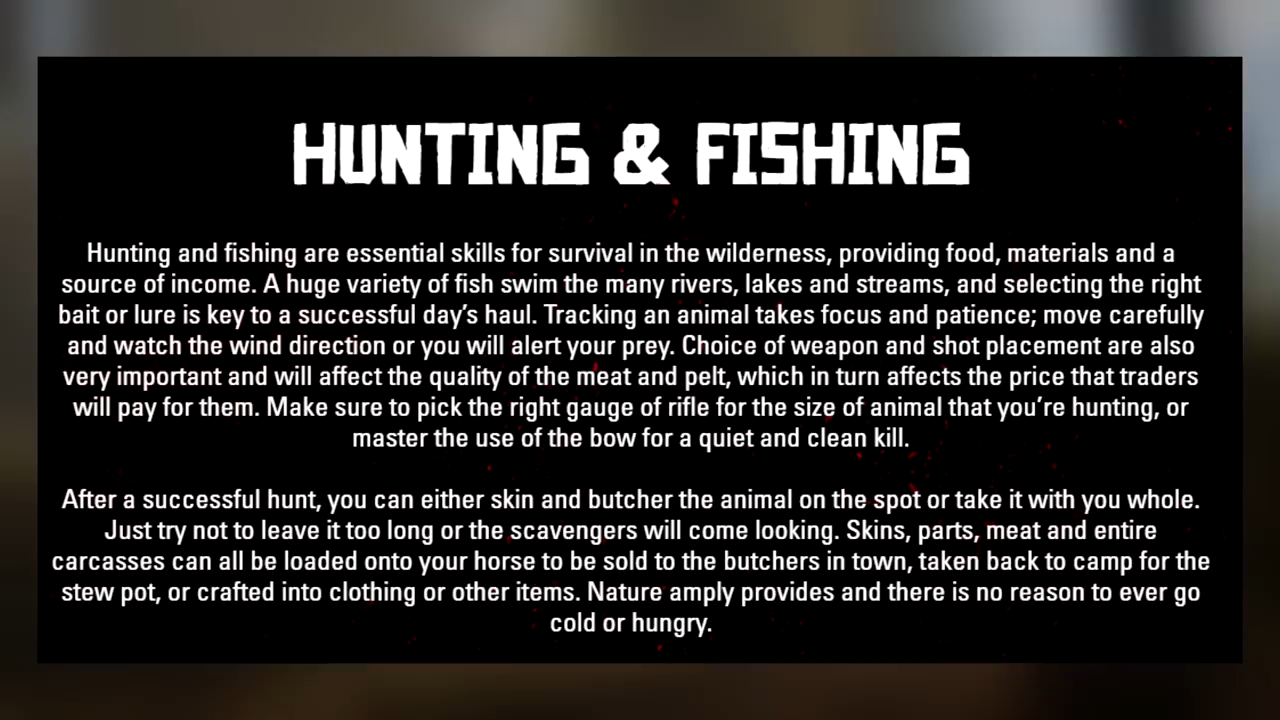 HUNTING & FISHING
Hunting and fishing are essential skills for survival in the wilderness, providing food, materials and a
source of income. A huge variety of fish swim the many rivers, lakes and streams, and selecting the right
bait or lure is key to a successful day’s haul. Tracking an animal takes focus and patience; move carefully
and watch the wind direction or you will alert your prey. Choice of weapon and shot placement are also
very important and will affect the quality of the meat and pelt, which in turn affects the price that traders
will pay for them. Make sure to pick the right gauge of rifle for the size of animal that you’re hunting, or
master the use of the bow for a quiet and clean kill.
After a successful hunt, you can either skin and butcher the animal on the spot or take it with you whole.
Just try not to leave it too long or the scavengers will come looking. Skins, parts, meat and entire
carcasses can all be loaded onto your horse to be sold to the butchers in town, taken back to camp for the
stew pot, or crafted into clothing or other items. Nature amply provides and there is no reason to ever go
cold or hungry.